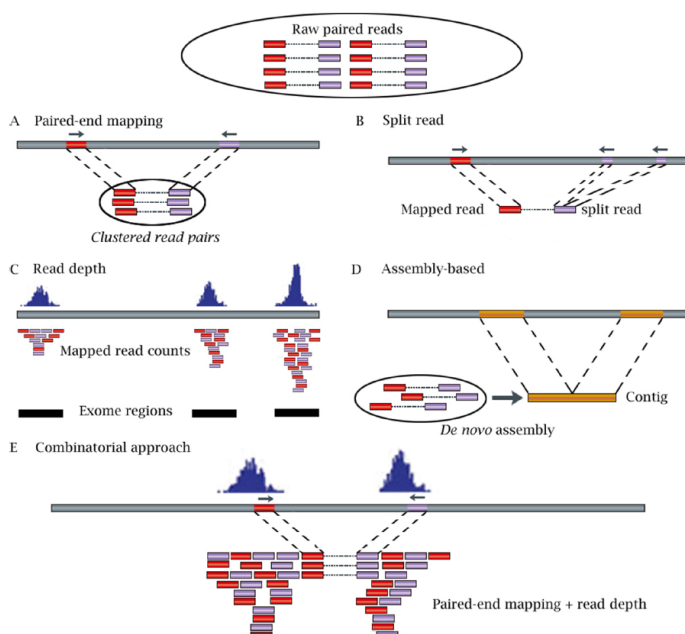 Raw paired reads
A Paired-end mapping
Clustered read pairs
B Split read
Mapped read
split read
C Read depth
Mapped read counts
Exome regions
D Assembly-based
Contig
De novo assembly
E Combinatorial approach
Paired-end mapping + read depth